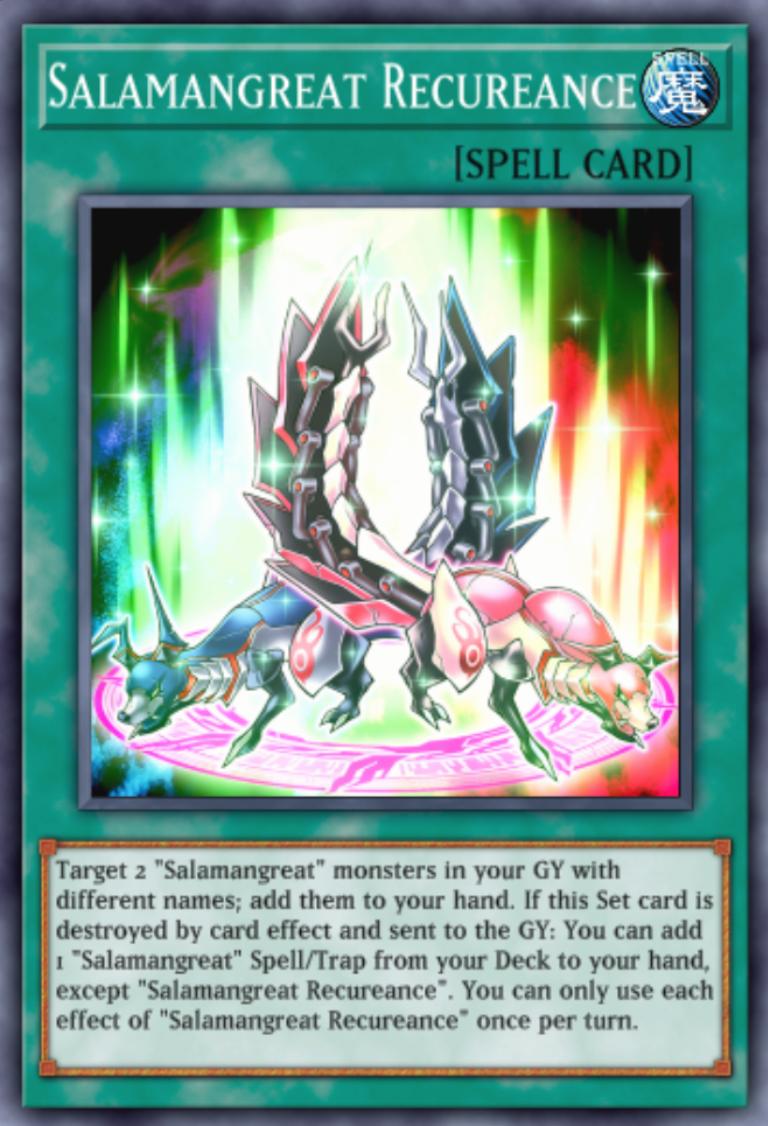 SALAMANGREAT RECUREANCE
SPELL
魔
[SPELL CARD]
Target 2 "Salamangreat" monsters in your GY with
different names; add them to your hand. If this Set card is
destroyed by card effect and sent to the GY: You can add
1 "Salamangreat" Spell/Trap from your Deck to your hand,
except "Salamangreat Recureance". You can only use each
effect of "Salamangreat Recureance" once per turn.